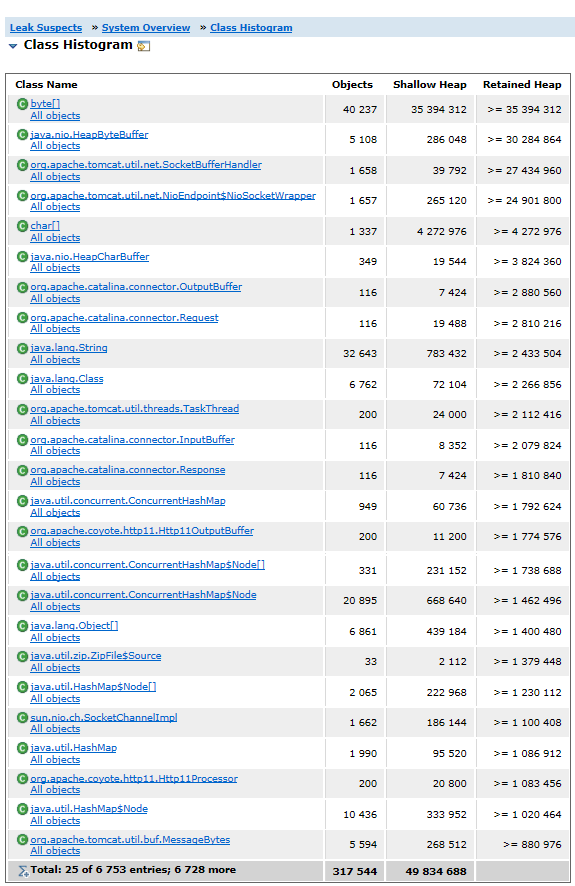 Leak Suspects » System Overview » Class Histogram
Class Histogram
Class Name Objects Shallow Heap Retained Heap
byte[]
All objects 40 237 35 394 312 >= 35 394 312
java.nio.HeapByteBuffer
All objects 5 108 286 048 >= 30 284 864
org.apache.tomcat.util.net.SocketBufferHandler
All objects 1 658 39 792 >= 27 434 960
org.apache.tomcat.util.net.NioEndpoint$NioSocketWrapper
All objects 1 657 265 120 >= 24 901 800
char[]
All objects 1 337 4 272 976 >= 4 272 976
java.nio.HeapCharBuffer
All objects 349 19 544 >= 3 824 360
org.apache.catalina.connector.OutputBuffer
All objects 116 7 424 >= 2 880 560
org.apache.catalina.connector.Request
All objects 116 19 488 >= 2 810 216
java.lang.String
All objects 32 643 783 432 >= 2 433 504
java.lang.Class
All objects 6 762 72 104 >= 2 266 856
org.apache.tomcat.util.threads.TaskThread
All objects 200 24 000 >= 2 112 416
org.apache.catalina.connector.InputBuffer
All objects 116 8 352 >= 2 079 824
org.apache.catalina.connector.Response
All objects 116 7 424 >= 1 810 840
java.util.concurrent.ConcurrentHashMap
All objects 949 60 736 >= 1 792 624
org.apache.coyote.http11.Http11OutputBuffer
All objects 200 11 200 >= 1 774 576
java.util.concurrent.ConcurrentHashMap$Node[]
All objects 331 231 152 >= 1 738 688
java.util.concurrent.ConcurrentHashMap$Node
All objects 20 895 668 640 >= 1 462 496
java.lang.Object[]
All objects 6 861 439 184 >= 1 400 480
java.util.zip.ZipFile$Source
All objects 33 2 112 >= 1 379 448
java.util.HashMap$Node[]
All objects 2 065 222 968 >= 1 230 112
sun.nio.ch.SocketChannelImpl
All objects 1 662 186 144 >= 1 100 408
java.util.HashMap
All objects 1 990 95 520 >= 1 086 912
org.apache.coyote.http11.Http11Processor
All objects 200 20 800 >= 1 083 456
java.util.HashMap$Node
All objects 10 436 333 952 >= 1 020 464
org.apache.tomcat.util.buf.MessageBytes
All objects 5 594 268 512 >= 880 976
Total: 25 of 6 753 entries; 6 728 more 317 544 49 834 688